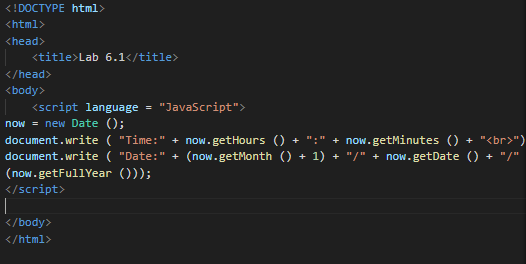 <!DOCTYPE html>
<html>
<head>
    <title>Lab 6.1</title>
</head>
<body>
    <script language = "JavaScript">
now = new Date ();
document.write ( "Time:" + now.getHours () + ":" + now.getMinutes () + "<br>")
document.write ( "Date:" + (now.getMonth () + 1) + "/" + now.getDate () + "/"
(now.getFullYear ()));
</script>
</body>
</html>